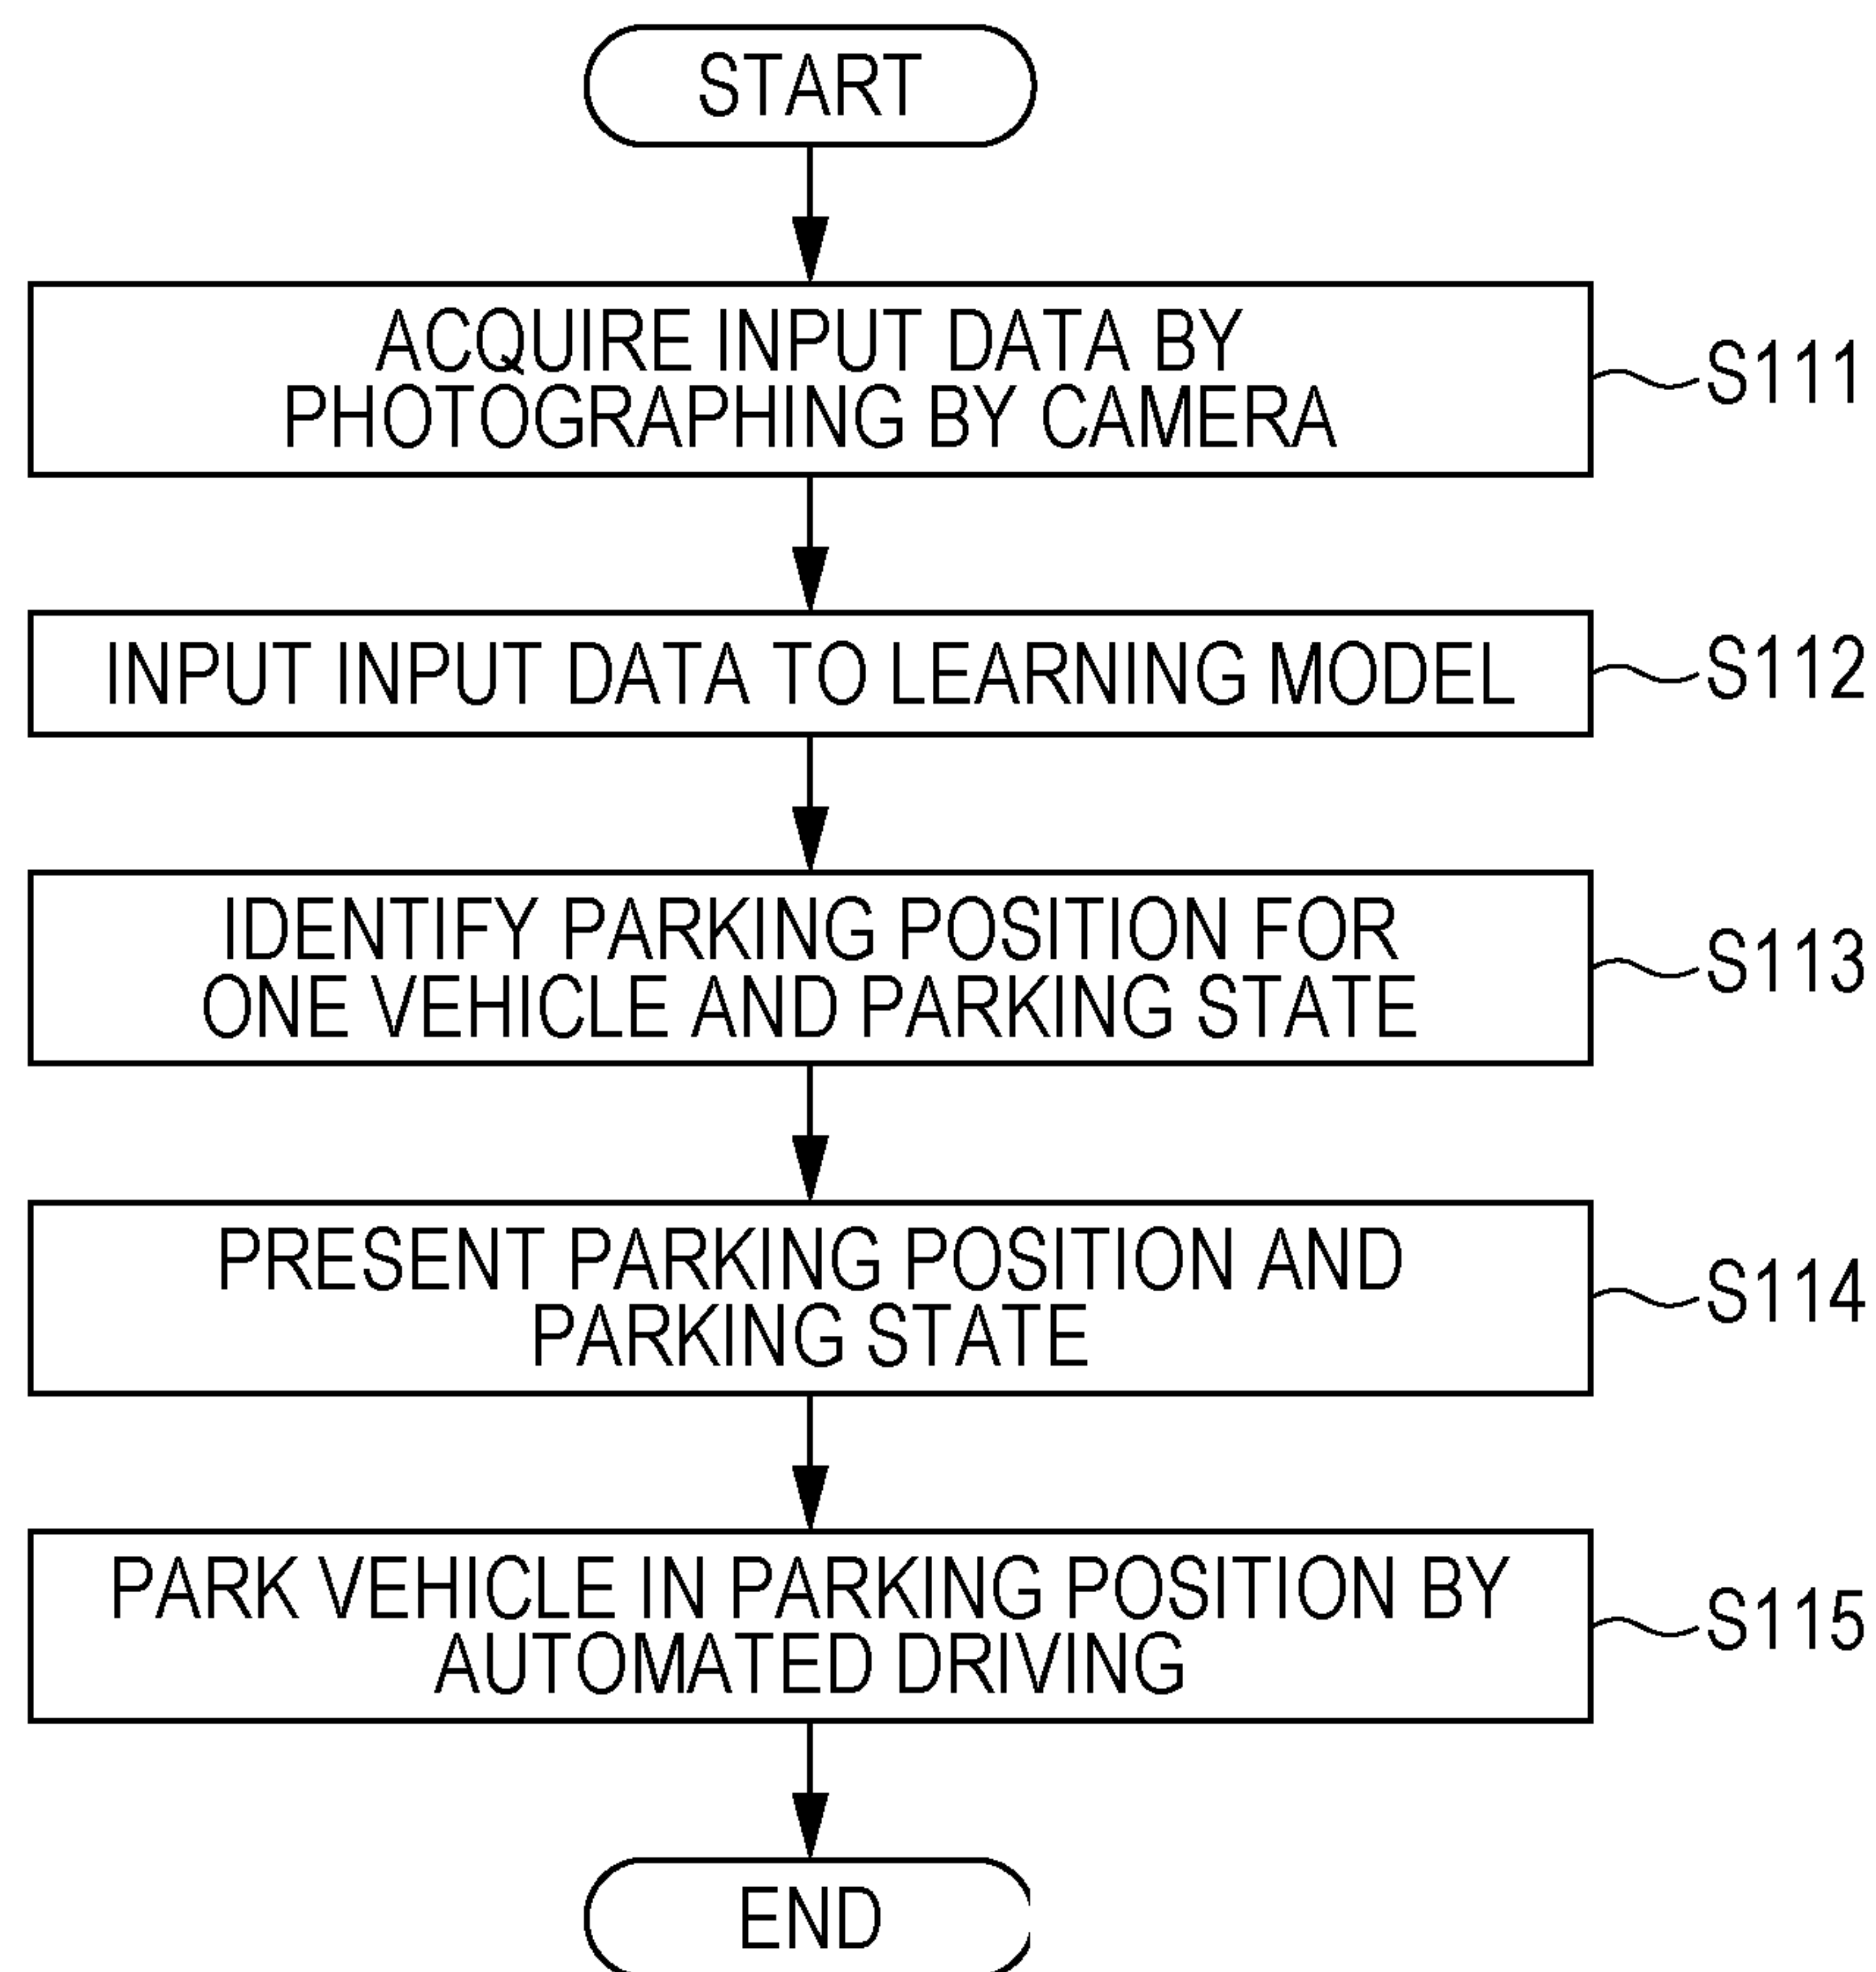 START
ACQUIRE INPUT DATA BY
PHOTOGRAPHING BY CAMERA
S111
INPUT INPUT DATA TO LEARNING MODEL
S112
IDENTIFY PARKING POSITION FOR
ONE VEHICLE AND PARKING STATE
S113
PRESENT PARKING POSITION AND
PARKING STATE
S114
PARK VEHICLE IN PARKING POSITION BY
AUTOMATED DRIVING
S115
END